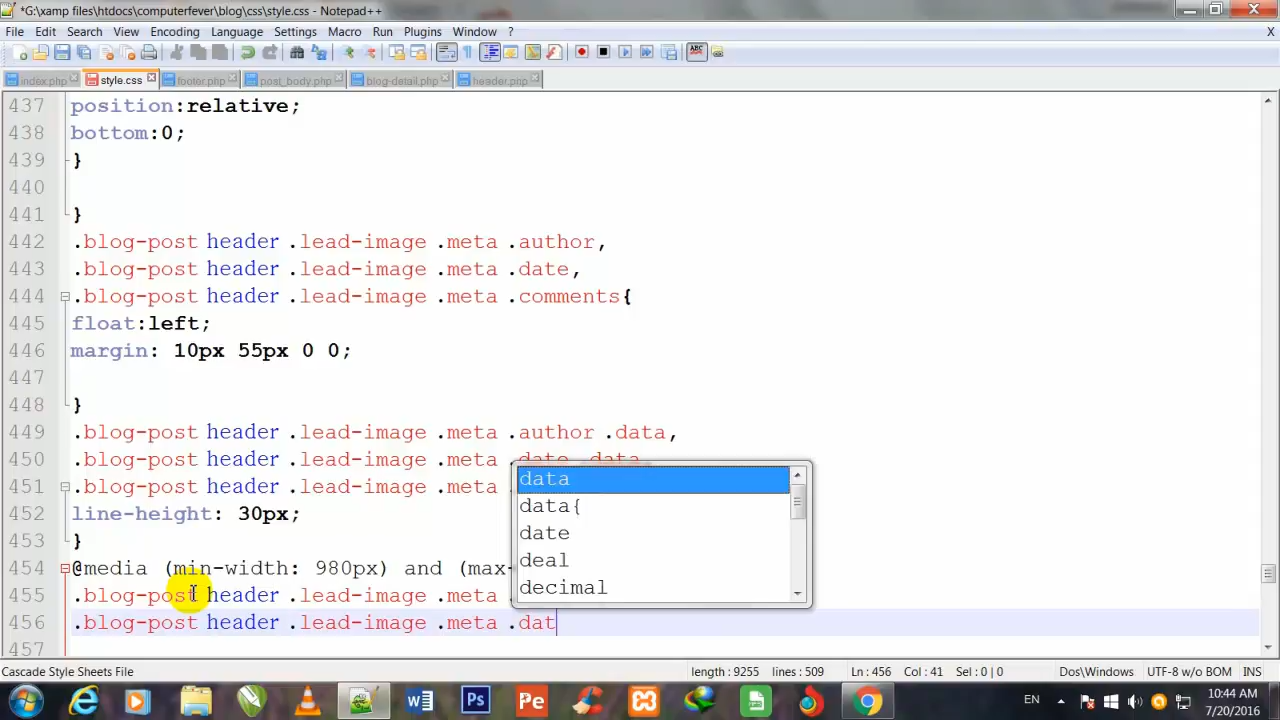 *G:\xamp files\htdocs\computerfever\blog\css\style.css - Notepad++
File Edit Search View Encoding Language Settings Macro Run Plugins Window ? X
index.php style.css footer.php post_body.php blog-detail.php header.php
437 position:relative;
438 bottom:0;
439 }
440
441 }
442 .blog-post header .lead-image .meta .author,
443 .blog-post header .lead-image .meta .date,
444 .blog-post header .lead-image .meta .comments{
445 float:left;
446 margin: 10px 55px 0 0;
447
448 }
449 .blog-post header .lead-image .meta .author .data,
450 .blog-post header .lead-image .meta .date .data
451 .blog-post header .lead-image .meta
452 line-height: 30px;
453 }
454 @media (min-width: 980px) and (max-
455 .blog-post header .lead-image .meta .
456 .blog-post header .lead-image .meta .dat
457
data
data{
date
deal
decimal
Cascade Style Sheets File length : 9255 lines : 509 Ln : 456 Col : 41 Sel : 0 | 0 Dos\Windows UTF-8 w/o BOM INS
EN 10:44 AM
7/20/2016